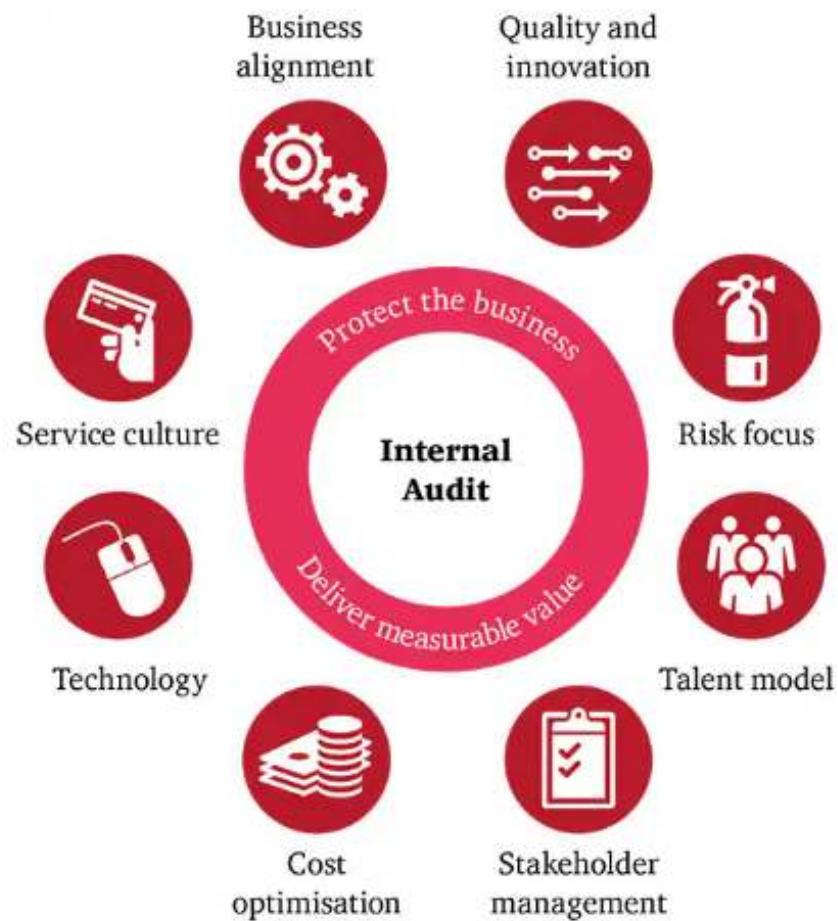 Business
alignment
Quality and
innovation
Protect the business
Service culture
Internal
Audit
Risk focus
Deliver measurable value
Technology
Talent model
Cost
optimisation
Stakeholder
management